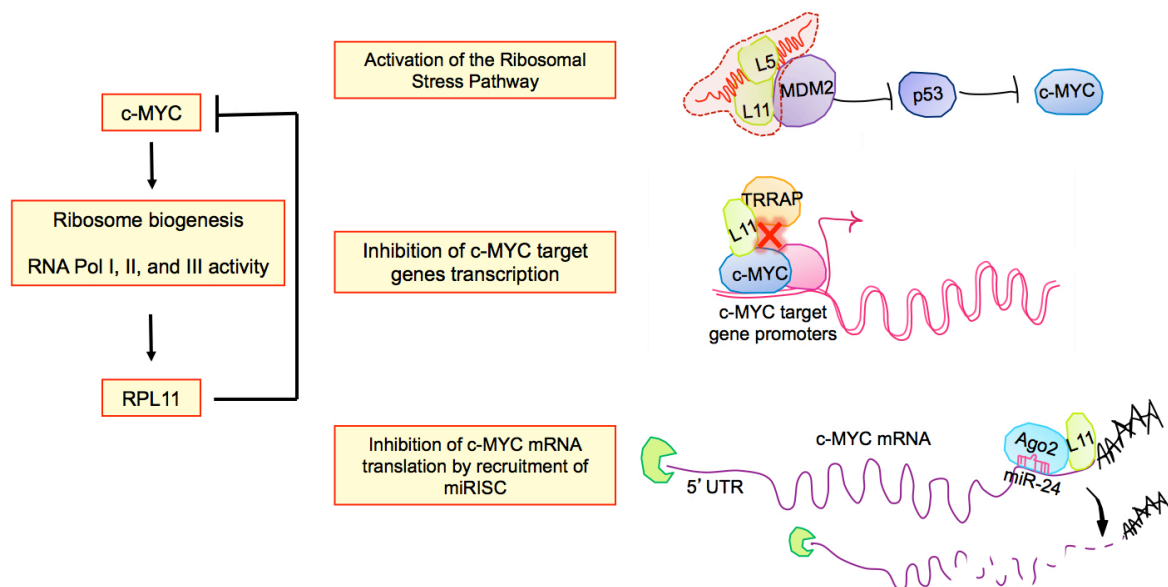 c-MYC
Ribosome biogenesis
RNA Pol I, II, and III activity
RPL11
Activation of the Ribosomal
Stress Pathway
L5
L11
MDM2
p53
c-MYC
Inhibition of c-MYC target
genes transcription
TRRAP
L11
c-MYC
c-MYC target
gene promoters
Inhibition of c-MYC mRNA
translation by recruitment of
miRISC
c-MYC mRNA
5' UTR
Ago2
L11
miR-24
AAAAA
AAAAA